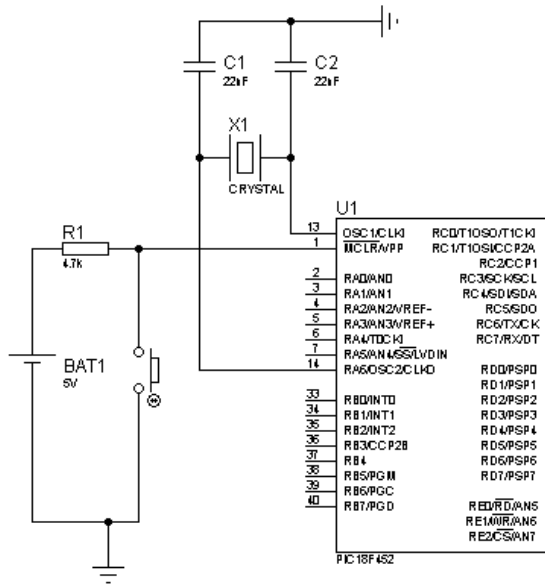 C1
22nF
C2
22nF
X1
CRYSTAL
U1
R1
4.7k
BAT1
5V
13 OSC1/CLKI RC0/T1OSO/T1CKI
1 MCLR/VPP RC1/T1OSI/CCP2A
RC2/CCP1
2 RA0/AN0 RC3/SCK/SCL
3 RA1/AN1 RC4/SDI/SDA
4 RA2/AN2/VREF- RC5/SDO
5 RA3/AN3/VREF+ RC6/TX/CK
6 RA4/T0CKI RC7/RX/DT
7 RA5/AN4/SS/LVDIN
14 RA6/OSC2/CLKO RD0/PSP0
RD1/PSP1
33 RB0/INT0 RD2/PSP2
34 RB1/INT1 RD3/PSP3
35 RB2/INT2 RD4/PSP4
36 RB3/CCP2B RD5/PSP5
37 RB4 RD6/PSP6
38 RB5/PGM RD7/PSP7
39 RB6/PGC
40 RB7/PGD RE0/RD/AN5
RE1/WR/AN6
RE2/CS/AN7
PIC18F452